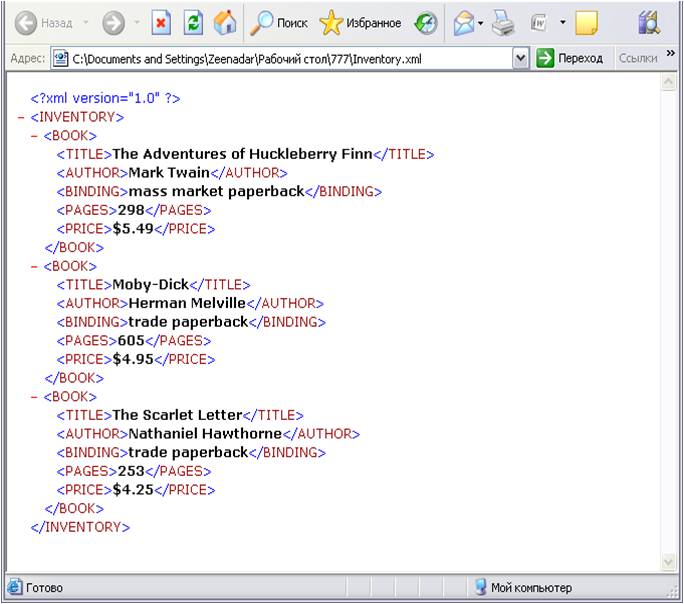 Назад Поиск Избранное
Адрес: C:\Documents and Settings\Zeenadar\Рабочий стол\777\Inventory.xml Переход Ссылки »
<?xml version="1.0" ?>
- <INVENTORY>
- <BOOK>
<TITLE>The Adventures of Huckleberry Finn</TITLE>
<AUTHOR>Mark Twain</AUTHOR>
<BINDING>mass market paperback</BINDING>
<PAGES>298</PAGES>
<PRICE>$5.49</PRICE>
</BOOK>
- <BOOK>
<TITLE>Moby-Dick</TITLE>
<AUTHOR>Herman Melville</AUTHOR>
<BINDING>trade paperback</BINDING>
<PAGES>605</PAGES>
<PRICE>$4.95</PRICE>
</BOOK>
- <BOOK>
<TITLE>The Scarlet Letter</TITLE>
<AUTHOR>Nathaniel Hawthorne</AUTHOR>
<BINDING>trade paperback</BINDING>
<PAGES>253</PAGES>
<PRICE>$4.25</PRICE>
</BOOK>
</INVENTORY>
Готово Мой компьютер